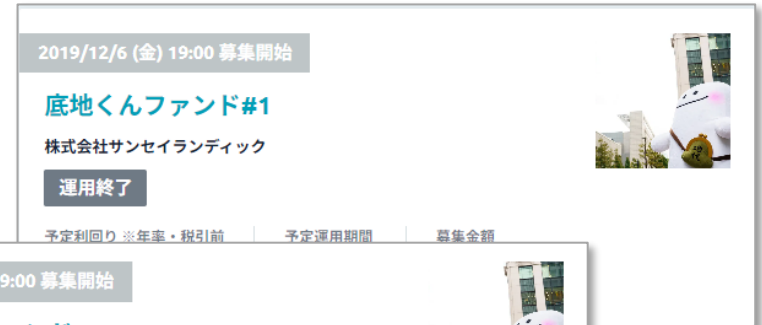 2019/12/6 (金) 19:00 募集開始
底地くんファンド#1
株式会社サンセイランディック
運用終了
予定利回り ※年率・税引前
予定運用期間
募集金額
9:00 募集開始